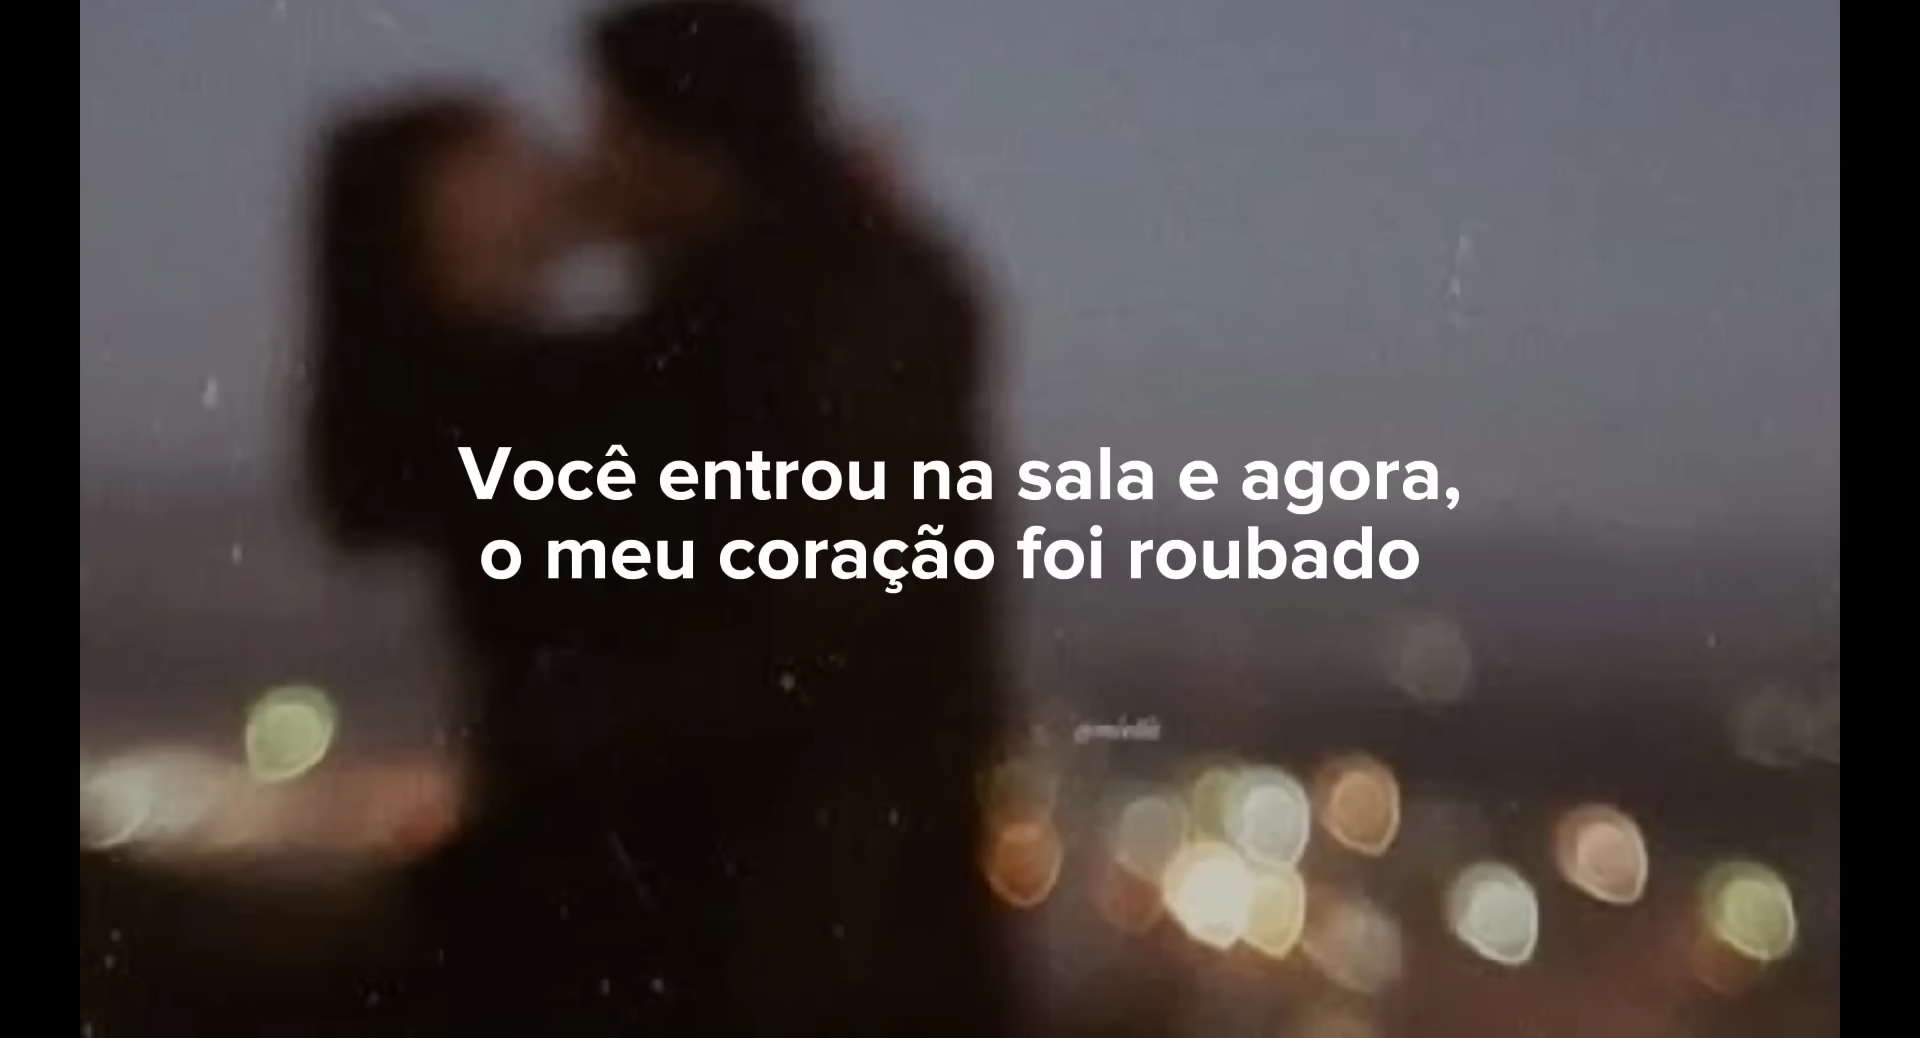 Você entrou na sala e agora,
o meu coração foi roubado